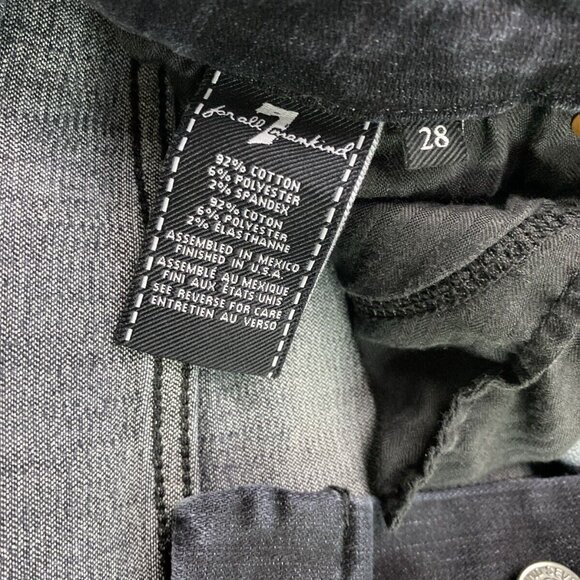 7
for all mankind
28
92% COTTON
6% POLYESTER
2% SPANDEX
92% COTON
6% POLYESTER
2% ÉLASTHANNE
ASSEMBLED IN MEXICO
FINISHED IN U.S.A
ASSEMBLÉ AU MEXIQUE
FINI AUX ÉTATS UNIS
SEE REVERSE FOR CARE
ENTRETIEN AU VERSO